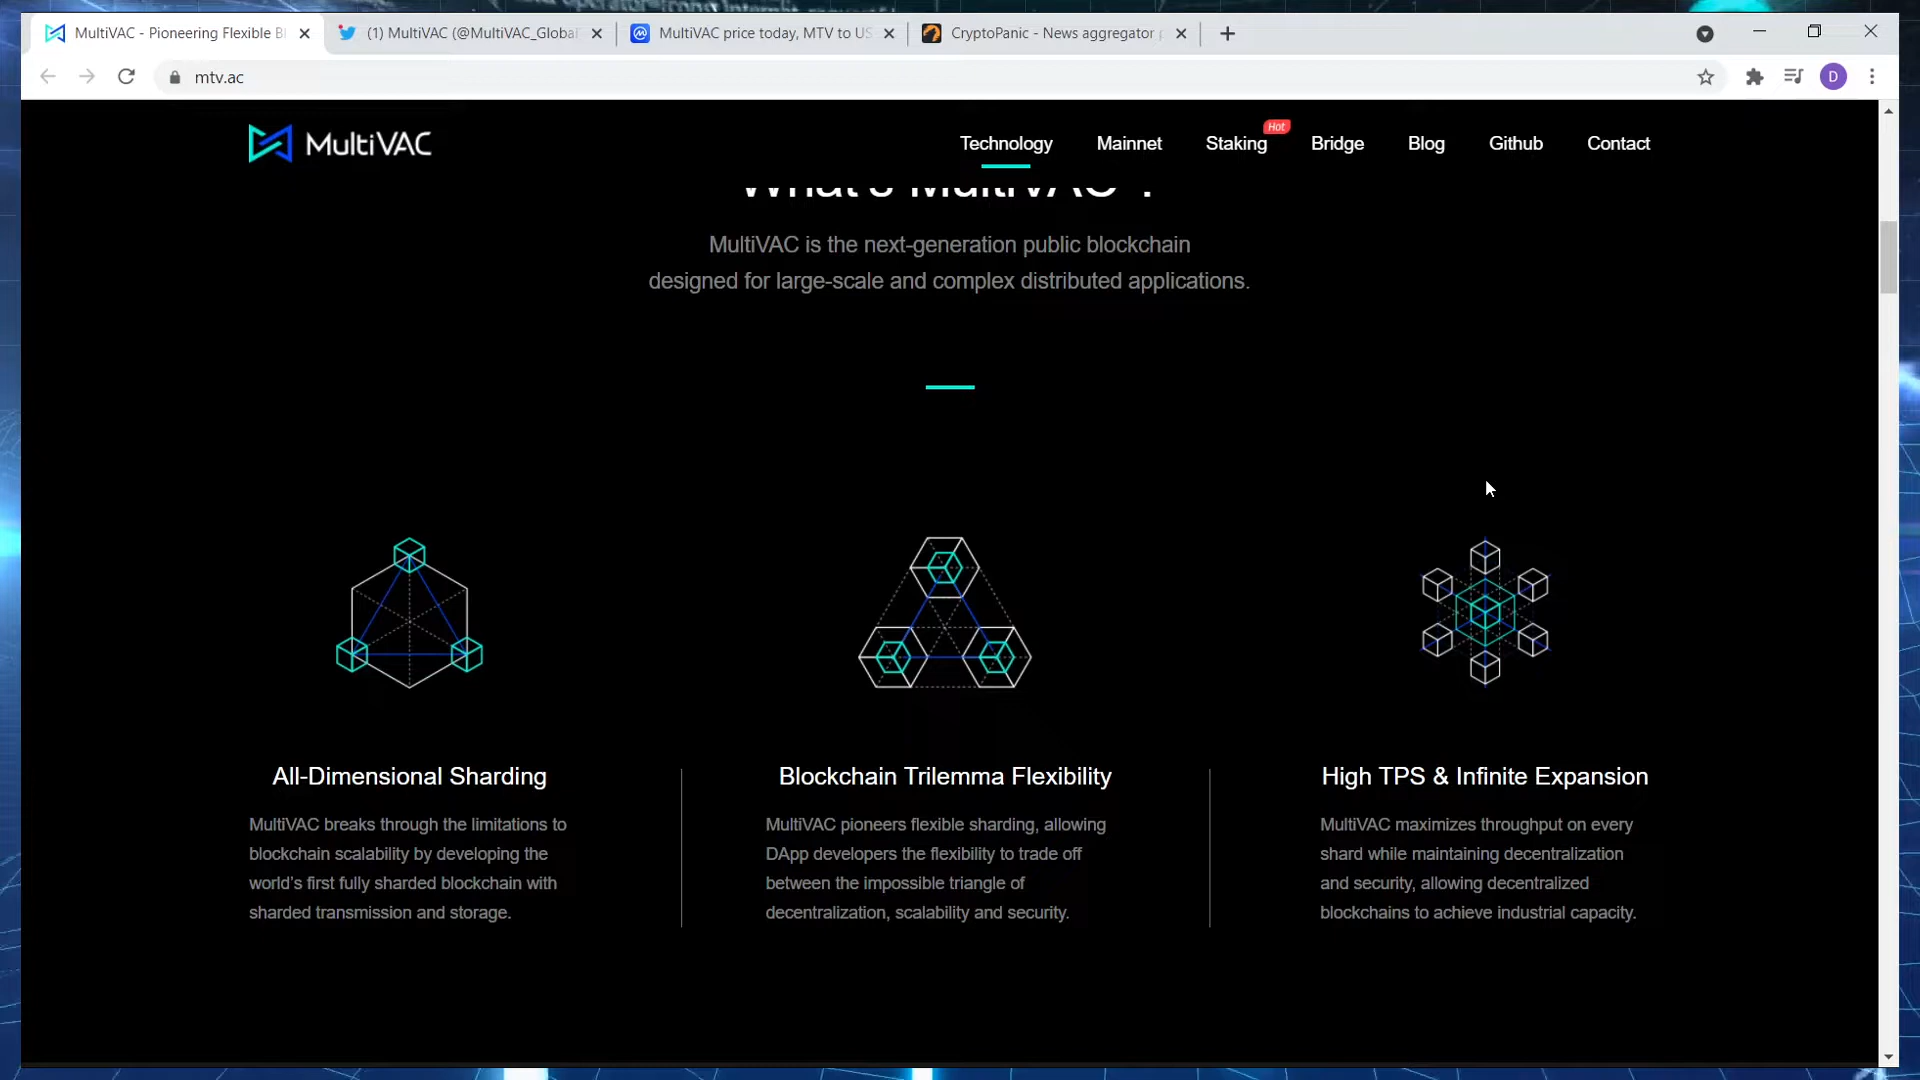 MultiVAC - Pioneering Flexible B
(1) MultiVAC (@MultiVAC_Global
MultiVAC price today, MTV to US
CryptoPanic - News aggregator
mtv.ac
D
MultiVAC
Technology
Mainnet
Staking
Hot
Bridge
Blog
Github
Contact
What's MultiVAC ?
MultiVAC is the next-generation public blockchain
designed for large-scale and complex distributed applications.
All-Dimensional Sharding
MultiVAC breaks through the limitations to
blockchain scalability by developing the
world's first fully sharded blockchain with
sharded transmission and storage.
Blockchain Trilemma Flexibility
MultiVAC pioneers flexible sharding, allowing
DApp developers the flexibility to trade off
between the impossible triangle of
decentralization, scalability and security.
High TPS & Infinite Expansion
MultiVAC maximizes throughput on every
shard while maintaining decentralization
and security, allowing decentralized
blockchains to achieve industrial capacity.